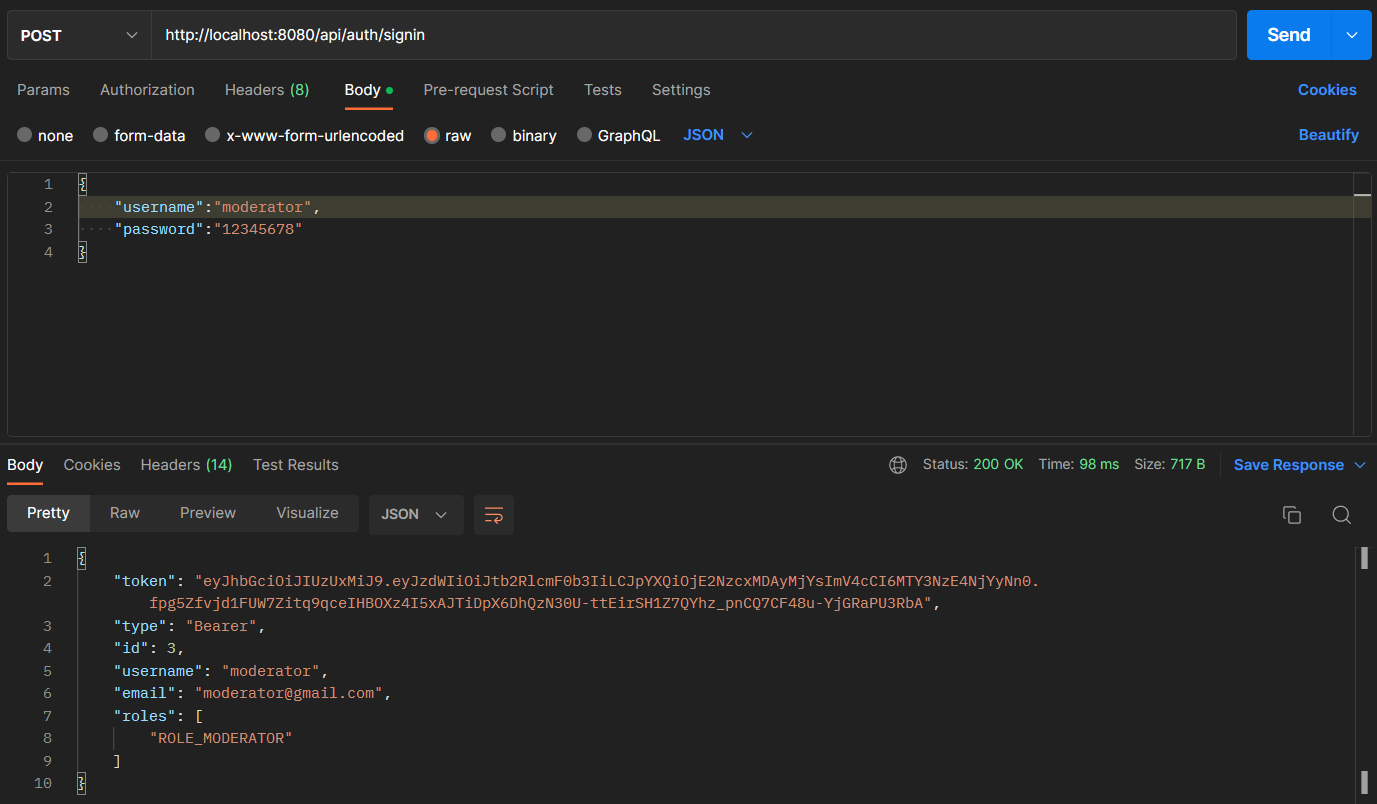 POST http://localhost:8080/api/auth/signin Send
Params Authorization Headers (8) Body Pre-request Script Tests Settings Cookies
none form-data x-www-form-urlencoded raw binary GraphQL JSON Beautify
1 {
2 "username":"moderator",
3 "password":"12345678"
4 }
Body Cookies Headers (14) Test Results Status: 200 OK Time: 98 ms Size: 717 B Save Response
Pretty Raw Preview Visualize JSON
1 {
2 "token": "eyJhbGciOiJIUzUxMiJ9.eyJzdWIiOiJtb2RlcmF0b3IiLCJpYXQiOjE2NzcxMDAyMjYsImV4cCI6MTY3NzE4NjYyNn0.
fpg5Zfvjd1FUW7Zitq9qceIHBOXz4I5xAJTiDpX6DhQzN30U-ttEirSH1Z7QYhz_pnCQ7CF48u-YjGRaPU3RbA",
3 "type": "Bearer",
4 "id": 3,
5 "username": "moderator",
6 "email": "moderator@gmail.com",
7 "roles": [
8 "ROLE_MODERATOR"
9 ]
10 }